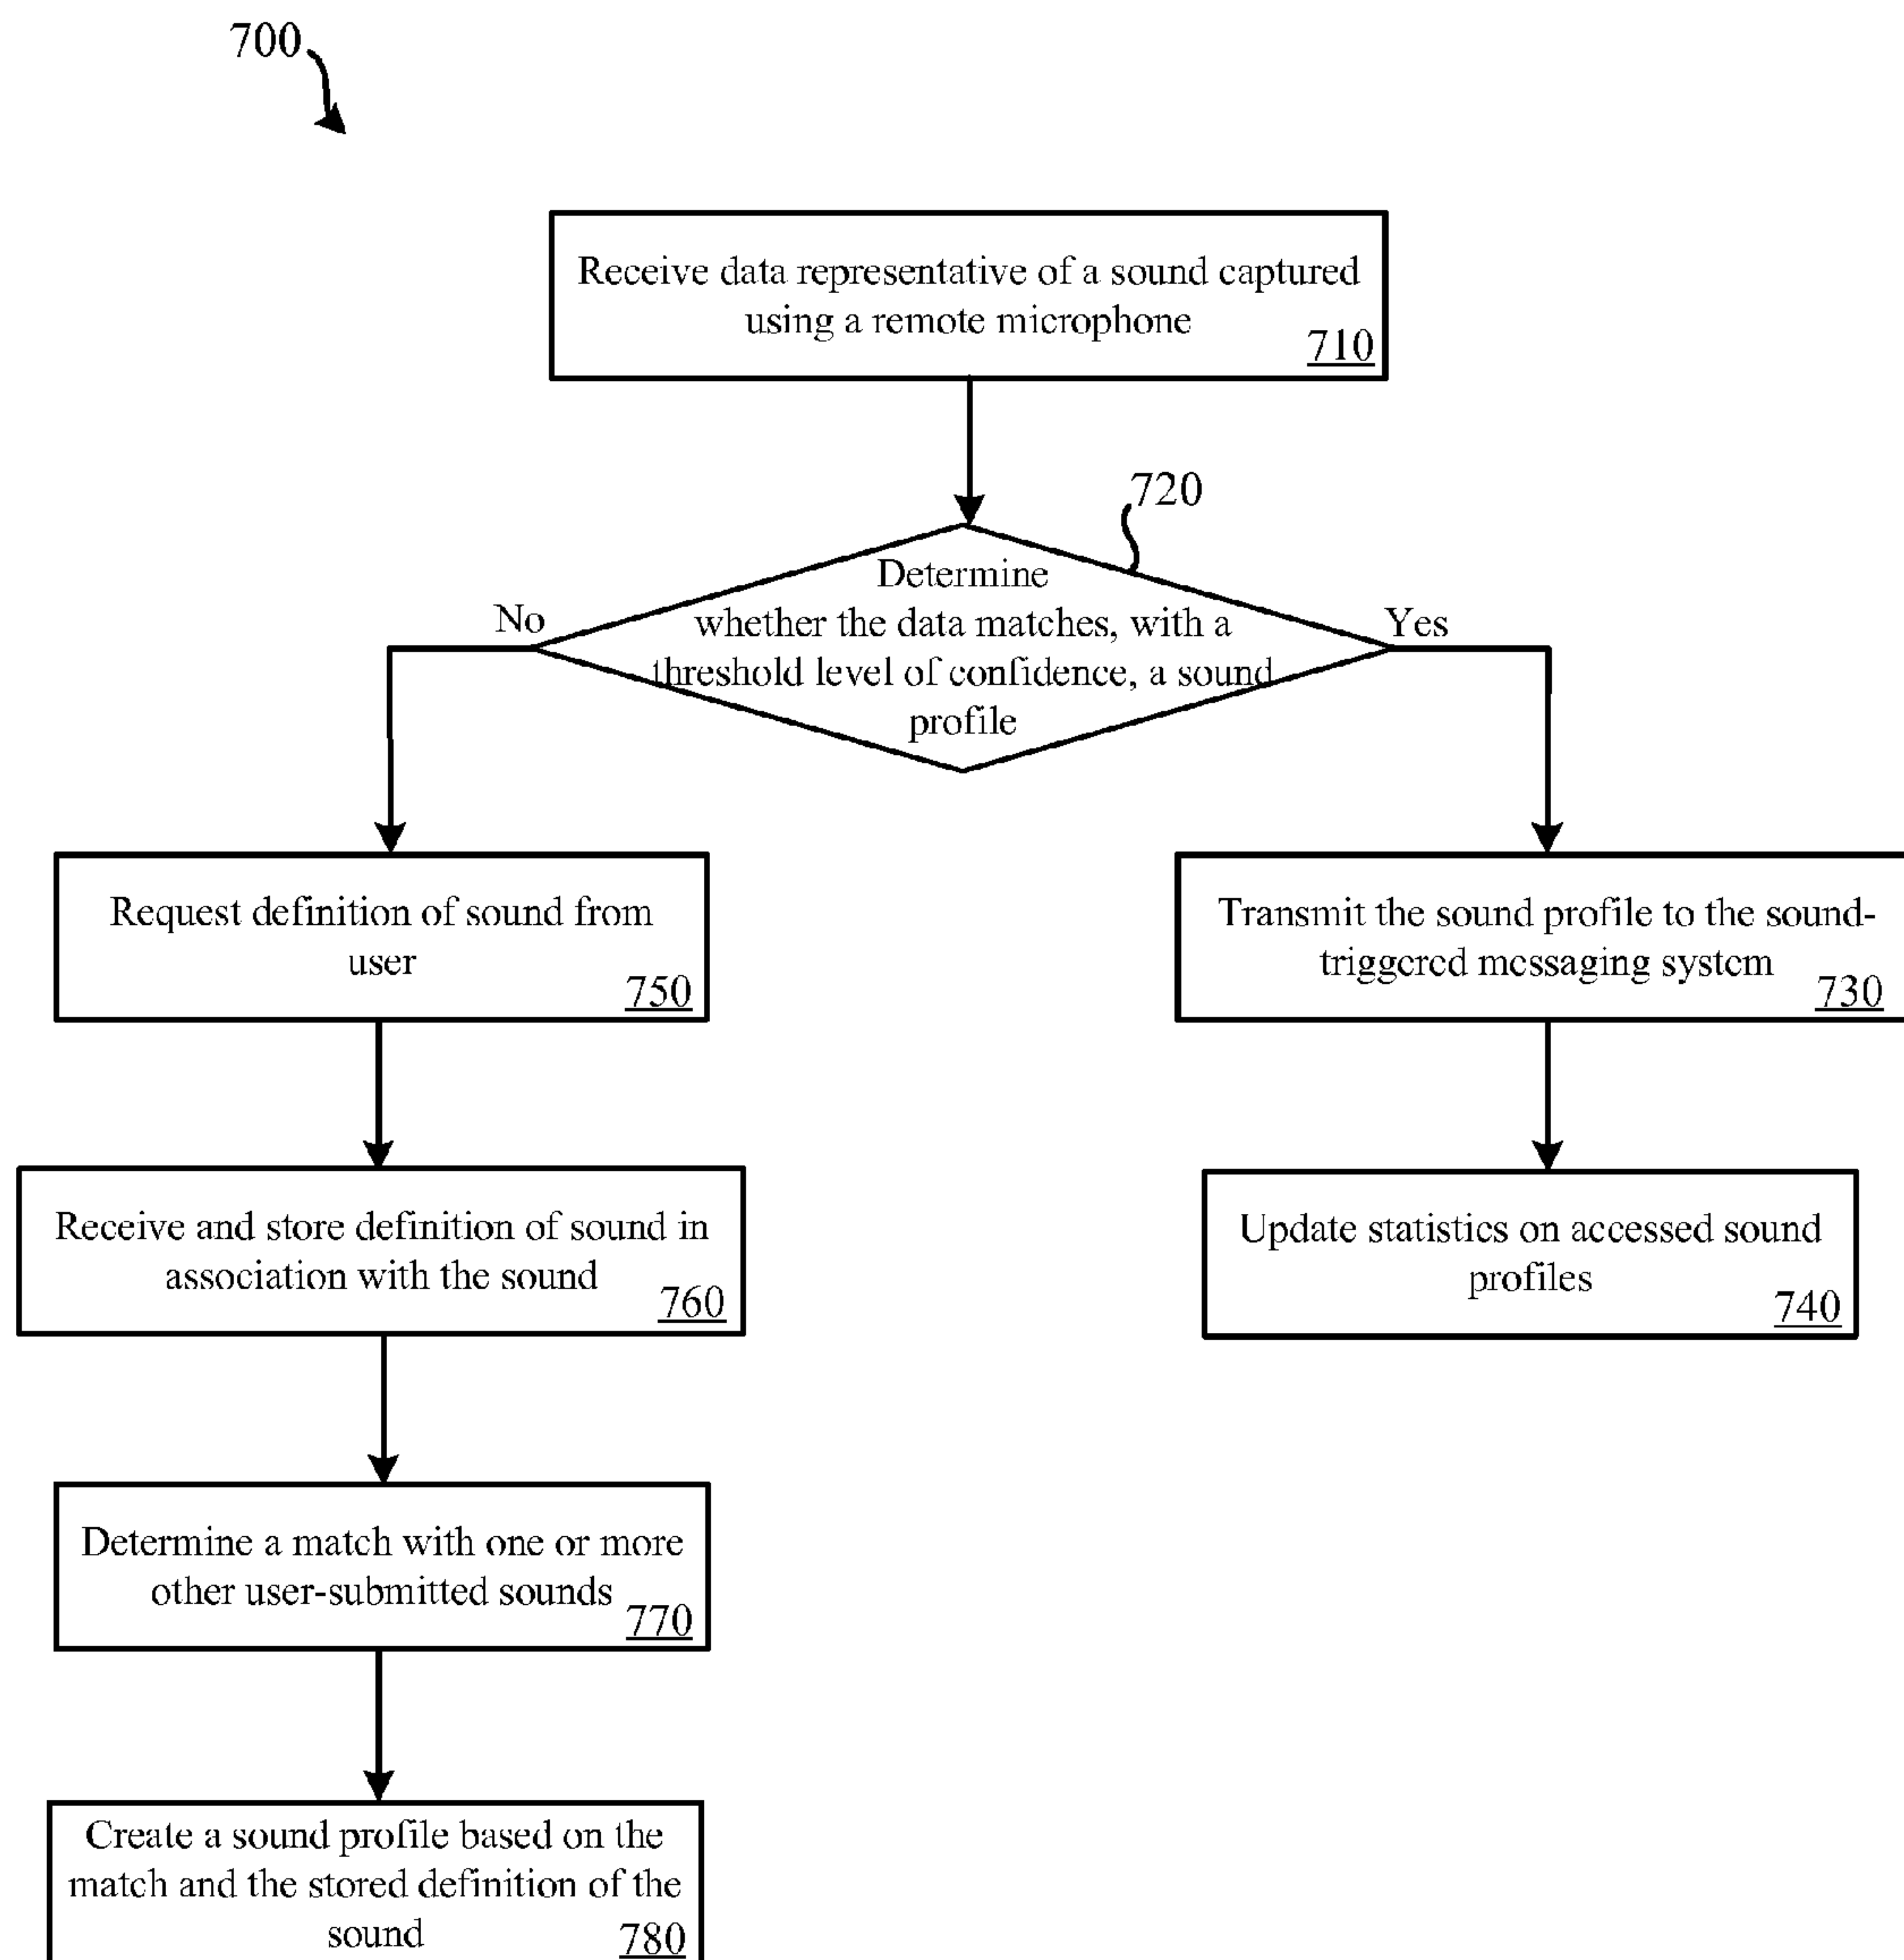 700
Receive data representative of a sound captured
using a remote microphone
710
720
Determine
whether the data matches, with a
threshold level of confidence, a sound
profile
No
Yes
Request definition of sound from
user
750
Transmit the sound profile to the sound-
triggered messaging system
730
Receive and store definition of sound in
association with the sound
760
Update statistics on accessed sound
profiles
740
Determine a match with one or more
other user-submitted sounds
770
Create a sound profile based on the
match and the stored definition of the
sound
780